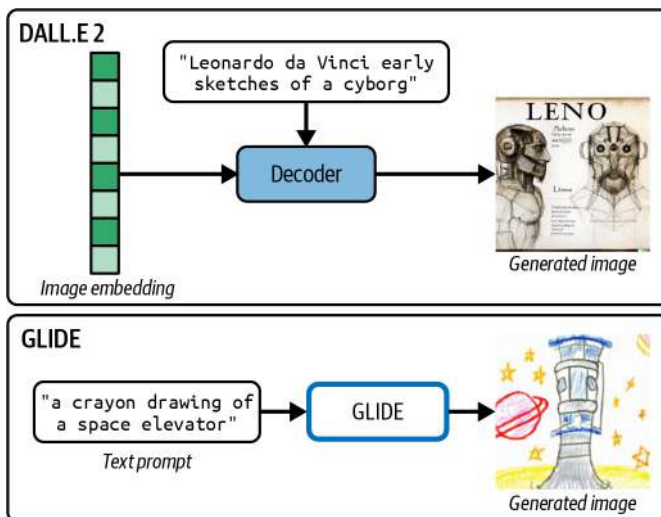 DALL.E 2
"Leonardo da Vinci early
sketches of a cyborg"
Decoder
LENO
Image embedding
Generated image
GLIDE
"a crayon drawing of
a space elevator"
GLIDE
Text prompt
Generated image